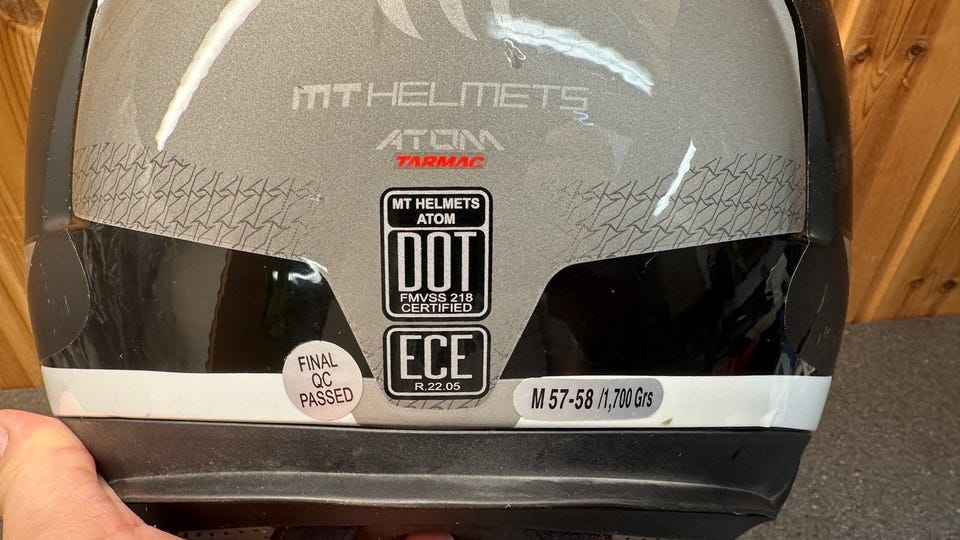 MT HELMETS
ATOM
TARMAC
MT HELMETS
ATOM
DOT
FMVSS 218
CERTIFIED
ECE
R.22.05
FINAL
QC
PASSED
M 57-58 /1,700 Grs